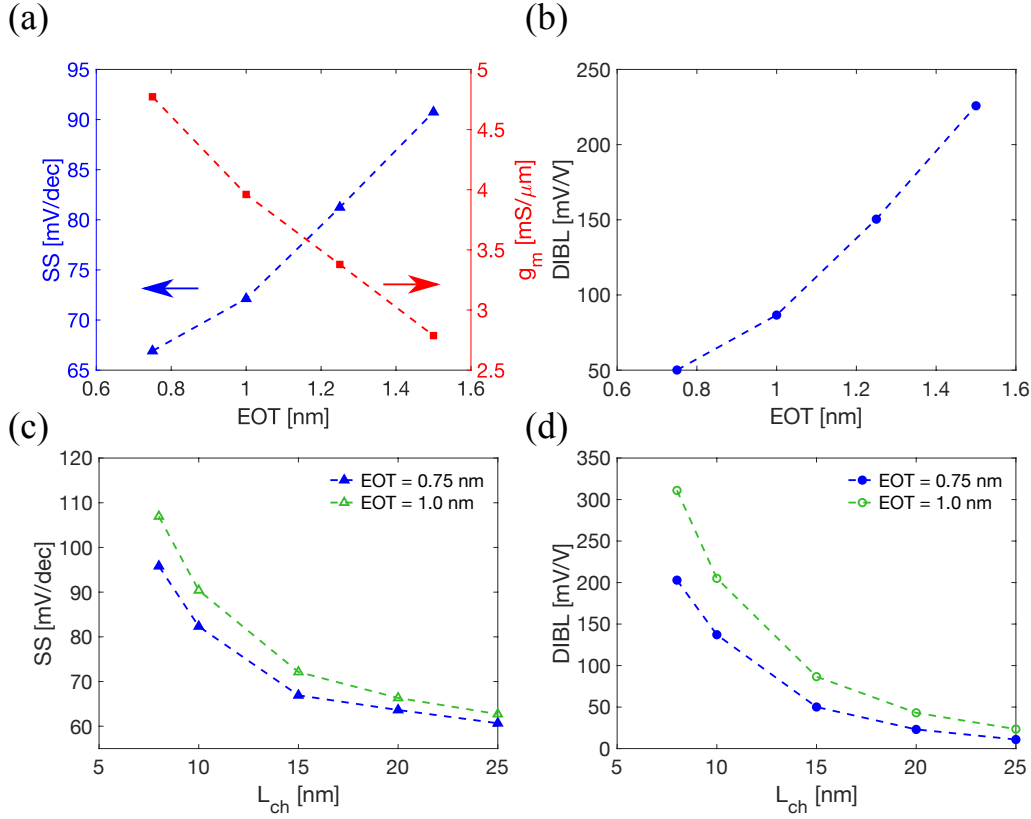 (a)
95
90
85
80
75
70
65
SS [mV/dec]
5
4.5
4
3.5
3
2.5
g_m [mS/μm]
0.6 0.8 1 1.2 1.4 1.6
EOT [nm]
(b)
250
200
150
100
50
DIBL [mV/V]
0.6 0.8 1 1.2 1.4 1.6
EOT [nm]
(c)
120
110
100
90
80
70
60
SS [mV/dec]
EOT = 0.75 nm
EOT = 1.0 nm
5 10 15 20 25
L_ch [nm]
(d)
350
300
250
200
150
100
50
0
DIBL [mV/V]
EOT = 0.75 nm
EOT = 1.0 nm
5 10 15 20 25
L_ch [nm]